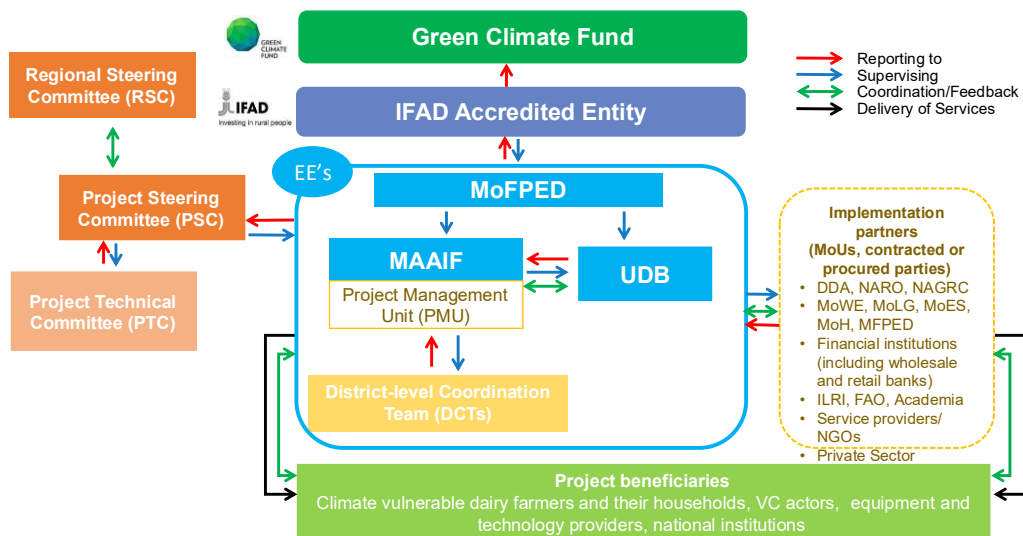 GREEN
CLIMATE
FUND
Green Climate Fund
Regional Steering
Committee (RSC)
JLIFAD
Investing in rural people
IFAD Accredited Entity
Reporting to
Supervising
Coordination/Feedback
Delivery of Services
EE's
MoFPED
Project Steering
Committee (PSC)
MAAIF
Project Management
Unit (PMU)
UDB
Project Technical
Committee (PTC)
District-level Coordination
Team (DCTs)
Implementation
partners
(MoUs, contracted or
procured parties)
• DDA, NARO, NAGRC
• MoWE, MoLG, MoES,
MoH, MFPED
• Financial institutions
(including wholesale
and retail banks)
• ILRI, FAO, Academia
• Service providers/
NGOs
• Private Sector
Project beneficiaries
Climate vulnerable dairy farmers and their households, VC actors, equipment and
technology providers, national institutions